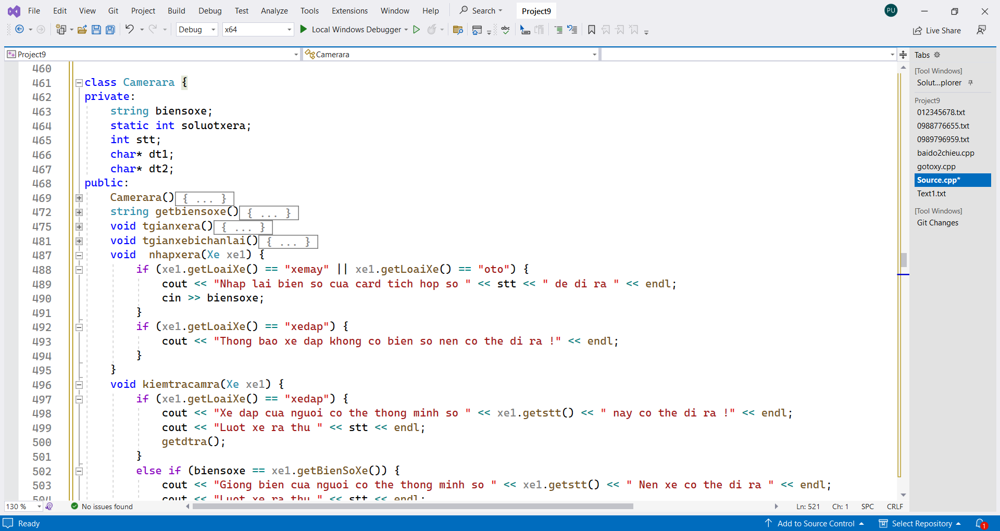 File Edit View Git Project Build Debug Test Analyze Tools Extensions Window Help Search Project9 PU
Debug x64 Local Windows Debugger abc Live Share
Project9 Camerara Tabs
460
461 class Camerara {
462 private:
463 string biensoxe;
464 static int soluotxera;
465 int stt;
466 char* dt1;
467 char* dt2;
468 public:
469 Camerara(){ ... }
472 string getbiensoxe(){ ... }
475 void tgianxera(){ ... }
481 void tgianxebichanlai(){ ... }
487 void  nhapxera(Xe xe1) {
488 if (xe1.getLoaiXe() == "xemay" || xe1.getLoaiXe() == "oto") {
489 cout << "Nhap lai bien so cua card tich hop so " << stt << " de di ra " << endl;
490 cin >> biensoxe;
491 }
492 if (xe1.getLoaiXe() == "xedap") {
493 cout << "Thong bao xe dap khong co bien so nen co the di ra !" << endl;
494 }
495 }
496 void kiemtracamra(Xe xe1) {
497 if (xe1.getLoaiXe() == "xedap") {
498 cout << "Xe dap cua nguoi co the thong minh so " << xe1.getstt() << " nay co the di ra !" << endl;
499 cout << "Luot xe ra thu " << stt << endl;
500 getdtra();
501 }
502 else if (biensoxe == xe1.getBienSoXe()) {
503 cout << "Giong bien cua nguoi co the thong minh so " << xe1.getstt() << " Nen xe co the di ra " << endl;
504 cout << "Luot xe ra thu " << stt << endl;
[Tool Windows]
Solut...plorer
Project9
012345678.txt
0988776655.txt
0989796959.txt
baido2chieu.cpp
gotoxy.cpp
Source.cpp*
Text1.txt
[Tool Windows]
Git Changes
130 % No issues found Ln: 521 Ch: 1 SPC CRLF
Ready Add to Source Control Select Repository 1